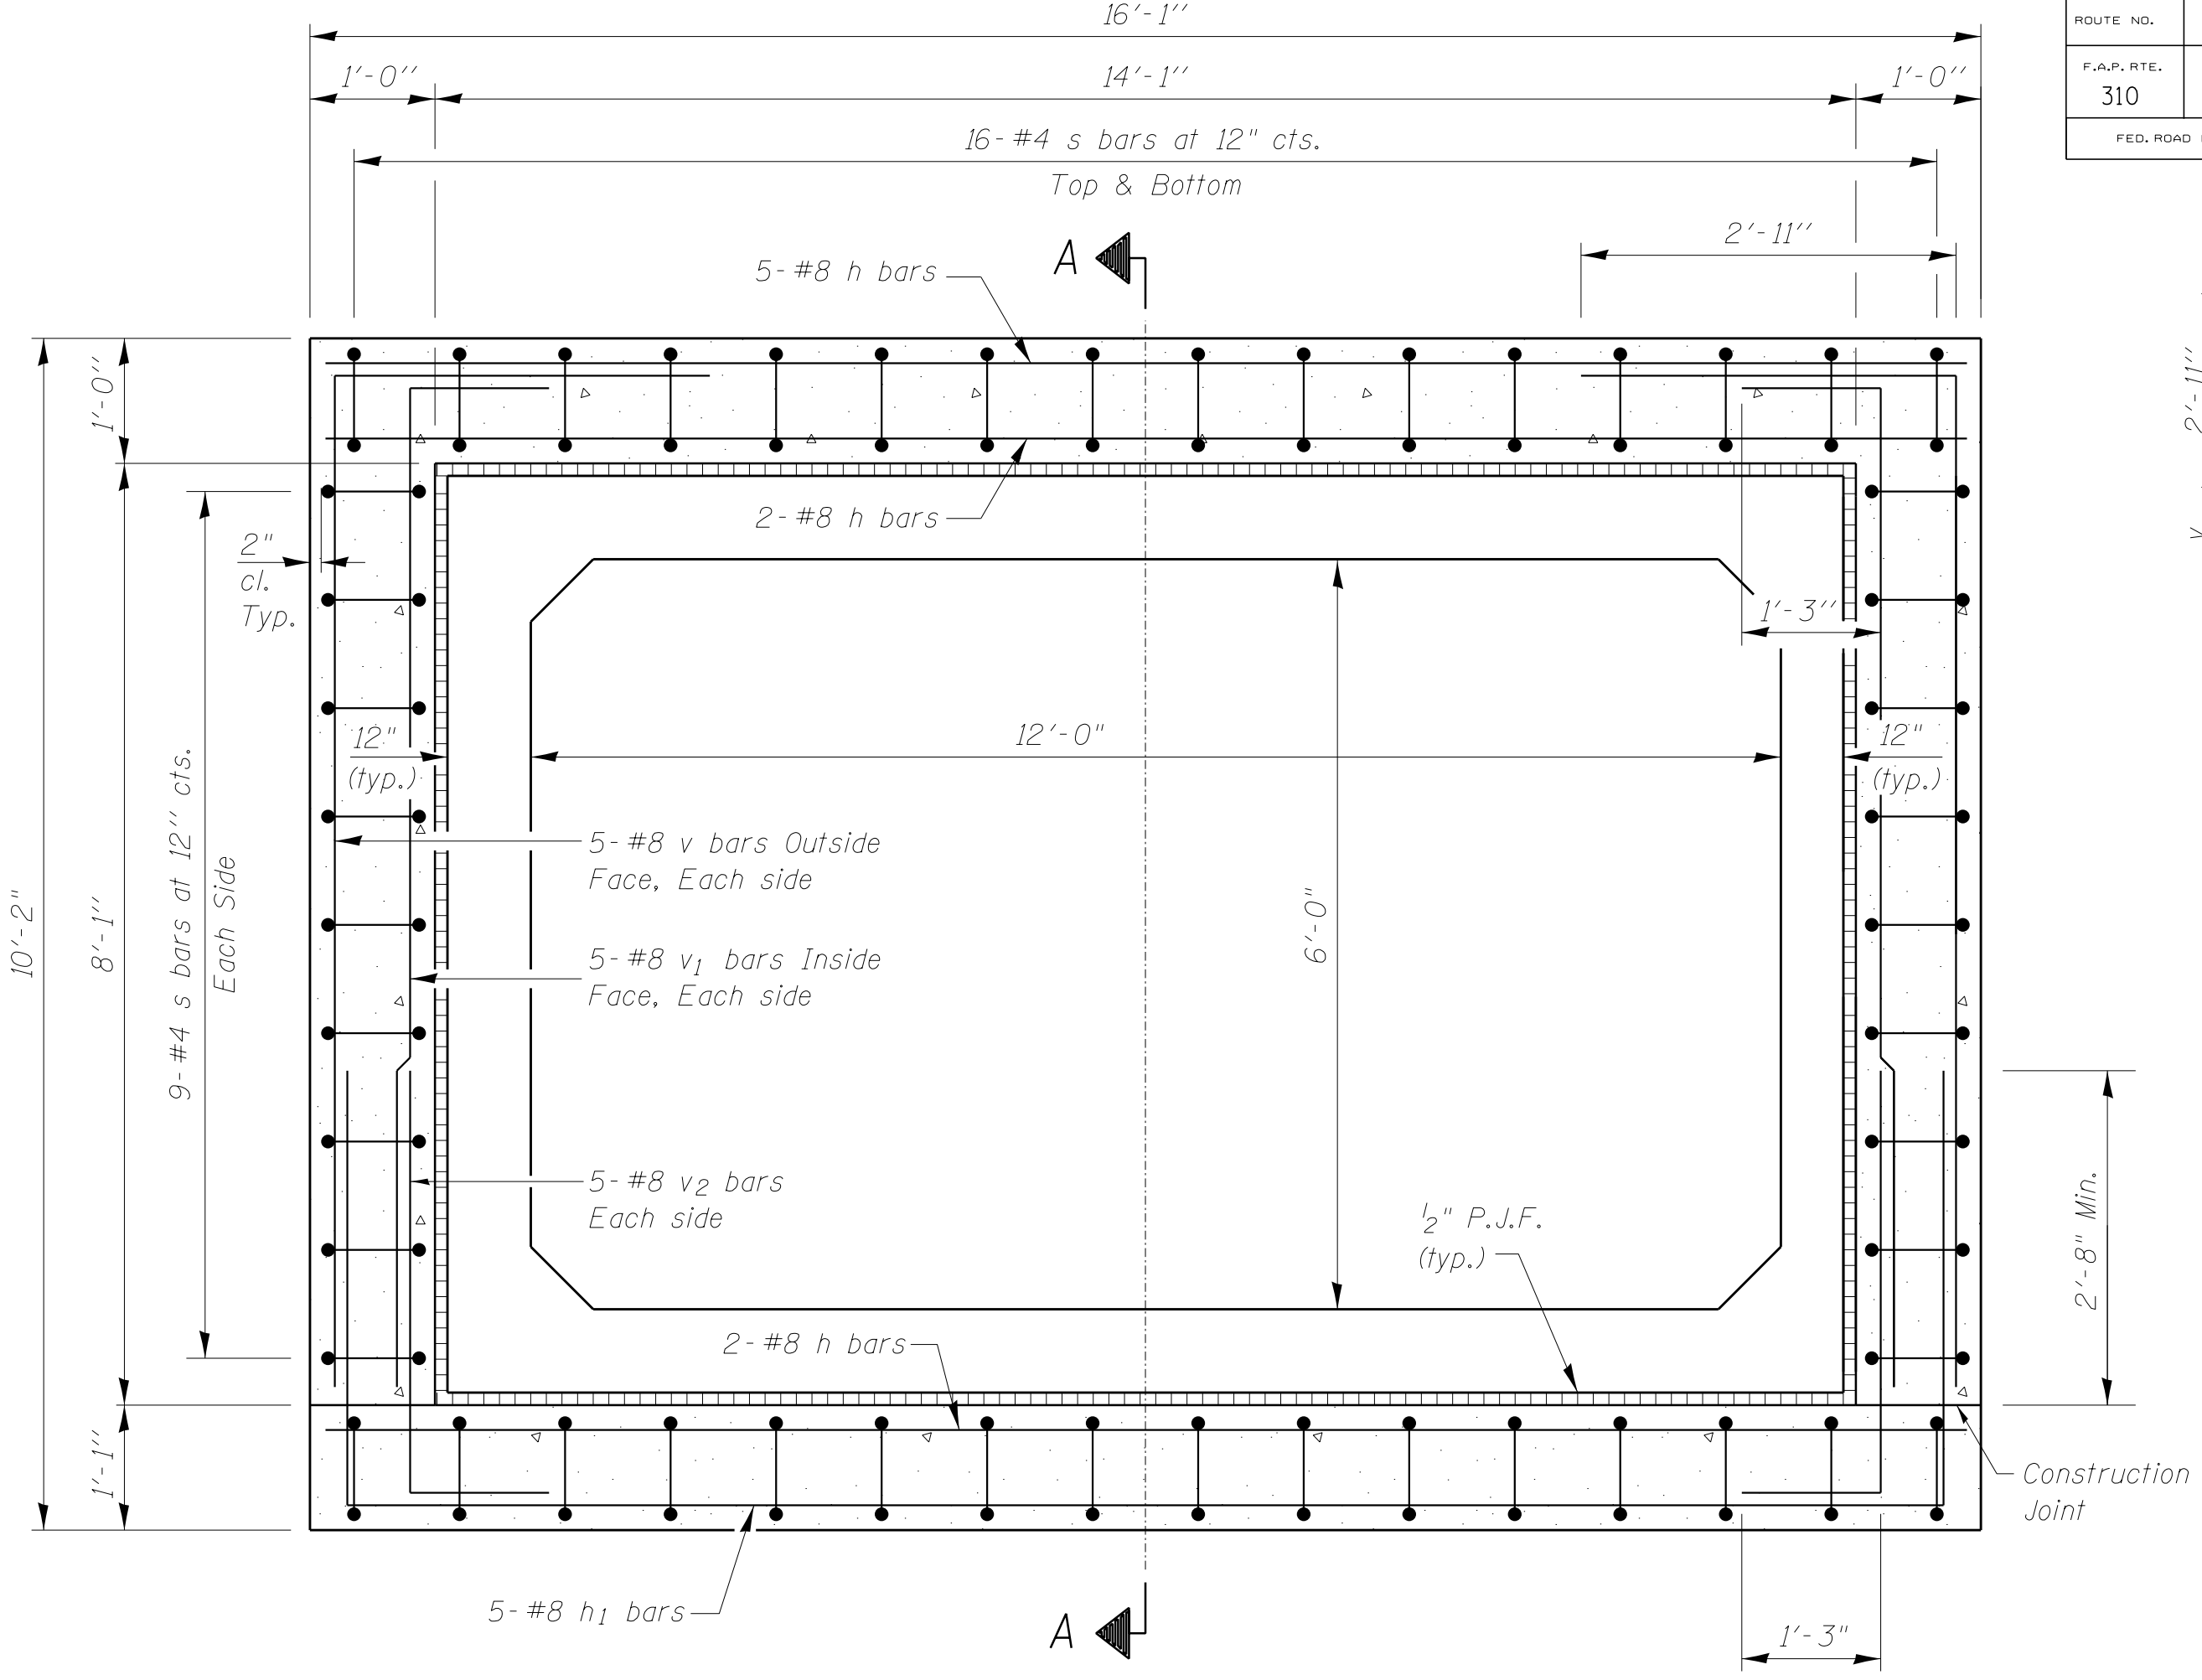 16'-1''
ROUTE NO.
1'-0''
14'-1''
1'-0''
F.A.P. RTE.
310
16-#4 s bars at 12" cts.
Top & Bottom
FED. ROAD
2'-11''
A
5-#8 h bars
1'-0''
2'-11''
2-#8 h bars
v
2"
cl.
Typ.
1'-3''
12"
(typ.)
12'-0"
12"
(typ.)
9-#4 s bars at 12'' cts.
Each Side
5-#8 v bars Outside
Face, Each side
10'-2"
8'-1''
6'-0"
5-#8 v1 bars Inside
Face, Each side
5-#8 v2 bars
Each side
½" P.J.F.
(typ.)
2'-8" Min.
2-#8 h bars
1'-1''
Construction
Joint
5-#8 h1 bars
A
1'-3"